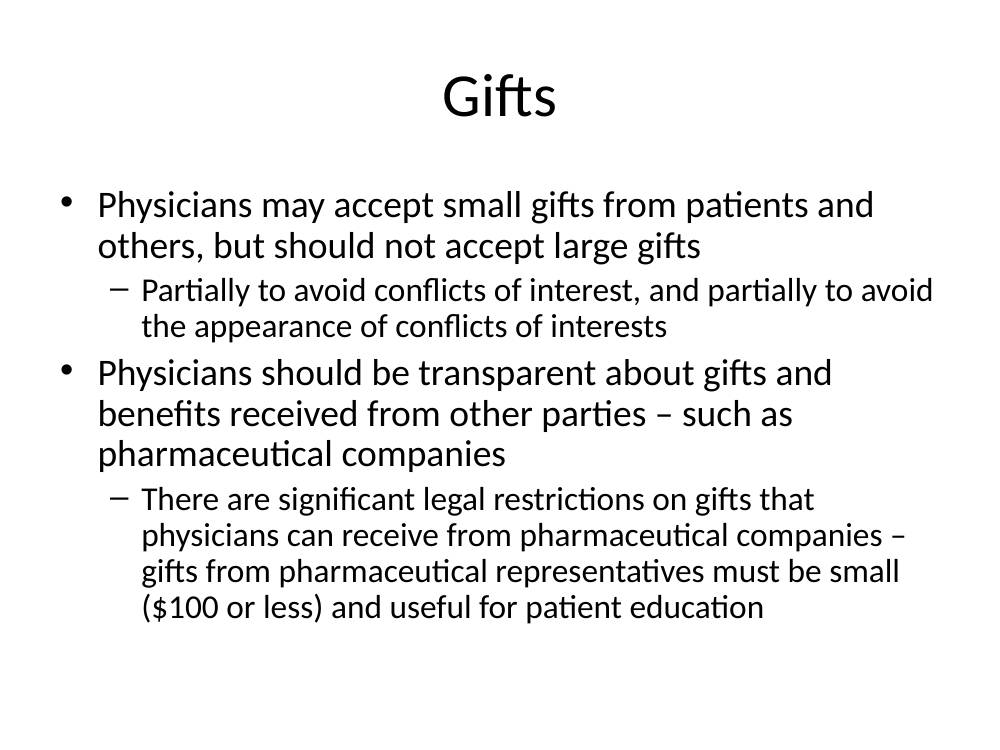 Gifts
• Physicians may accept small gifts from patients and
others, but should not accept large gifts
– Partially to avoid conflicts of interest, and partially to avoid
the appearance of conflicts of interests
• Physicians should be transparent about gifts and
benefits received from other parties – such as
pharmaceutical companies
– There are significant legal restrictions on gifts that
physicians can receive from pharmaceutical companies –
gifts from pharmaceutical representatives must be small
($100 or less) and useful for patient education